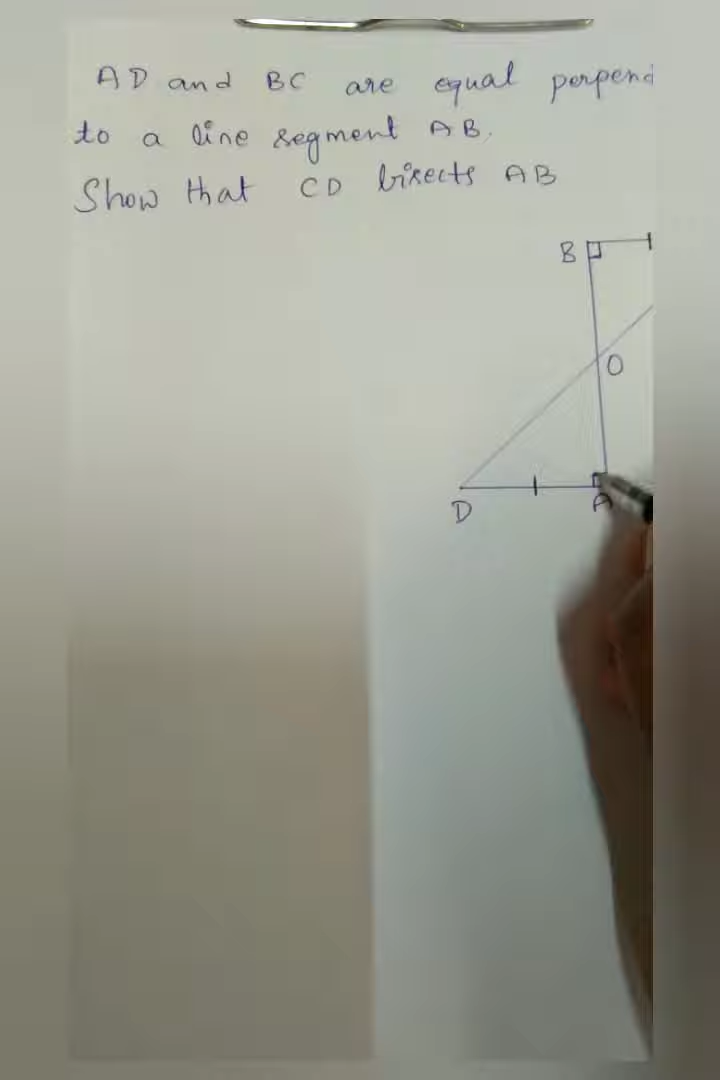 AD and BC are equal perpend
to a line segment AB.
Show that CD bisects AB
B
O
D
A